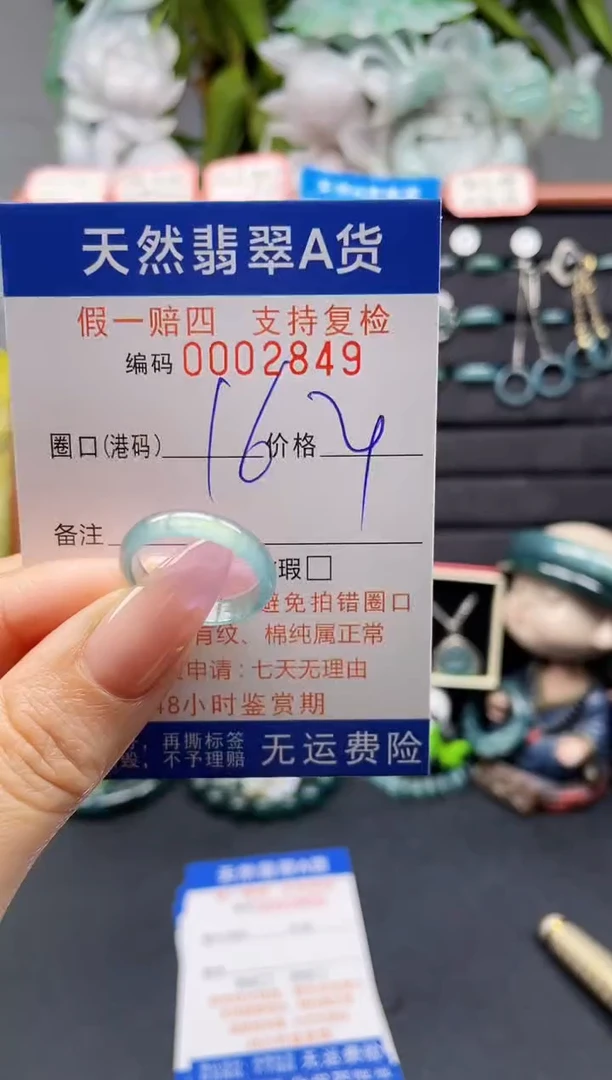 天然翡翠A货
假一赔四 支持复检
编码 0002849
圈口(港码) 16 价格
备注
瑕□
避免拍错圈口
纹、棉纯属正常
申请:七天无理由
48小时鉴赏期
再撕标签 无运费险
不予理赔